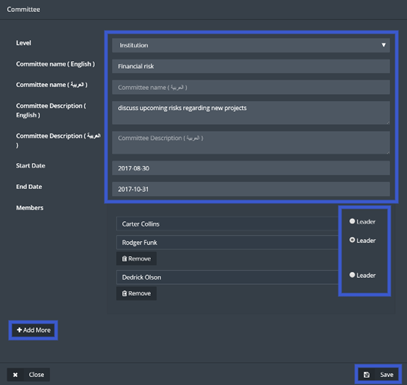 Committee
Level
Institution
Committee name ( English )
Financial risk
Committee name ( العربية )
Committee name ( العربية )
Committee Description (
English )
discuss upcoming risks regarding new projects
Committee Description ( العربية
)
Committee Description ( العربية )
Start Date
2017-08-30
End Date
2017-10-31
Members
Carter Collins
Leader
Rodger Funk
Leader
Remove
Dedrick Olson
Leader
Remove
+ Add More
× Close
Save